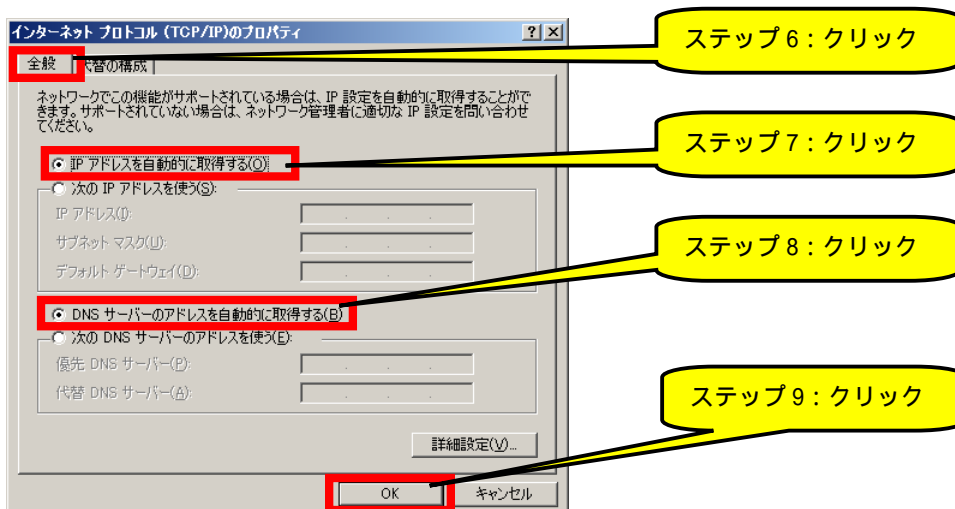 インターネット プロトコル (TCP/IP)のプロパティ
ステップ6：クリック
全般
代替の構成
ネットワークでこの機能がサポートされている場合は、IP 設定を自動的に取得することがで
きます。サポートされていない場合は、ネットワーク管理者に適切な IP 設定を問い合わせ
てください。
ステップ7：クリック
IP アドレスを自動的に取得する(O)
次の IP アドレスを使う(S):
IP アドレス(I):
サブネット マスク(U):
デフォルト ゲートウェイ(D):
ステップ8：クリック
DNS サーバーのアドレスを自動的に取得する(B)
次の DNS サーバーのアドレスを使う(E):
優先 DNS サーバー(P):
代替 DNS サーバー(A):
ステップ9：クリック
詳細設定(V)...
OK
キャンセル